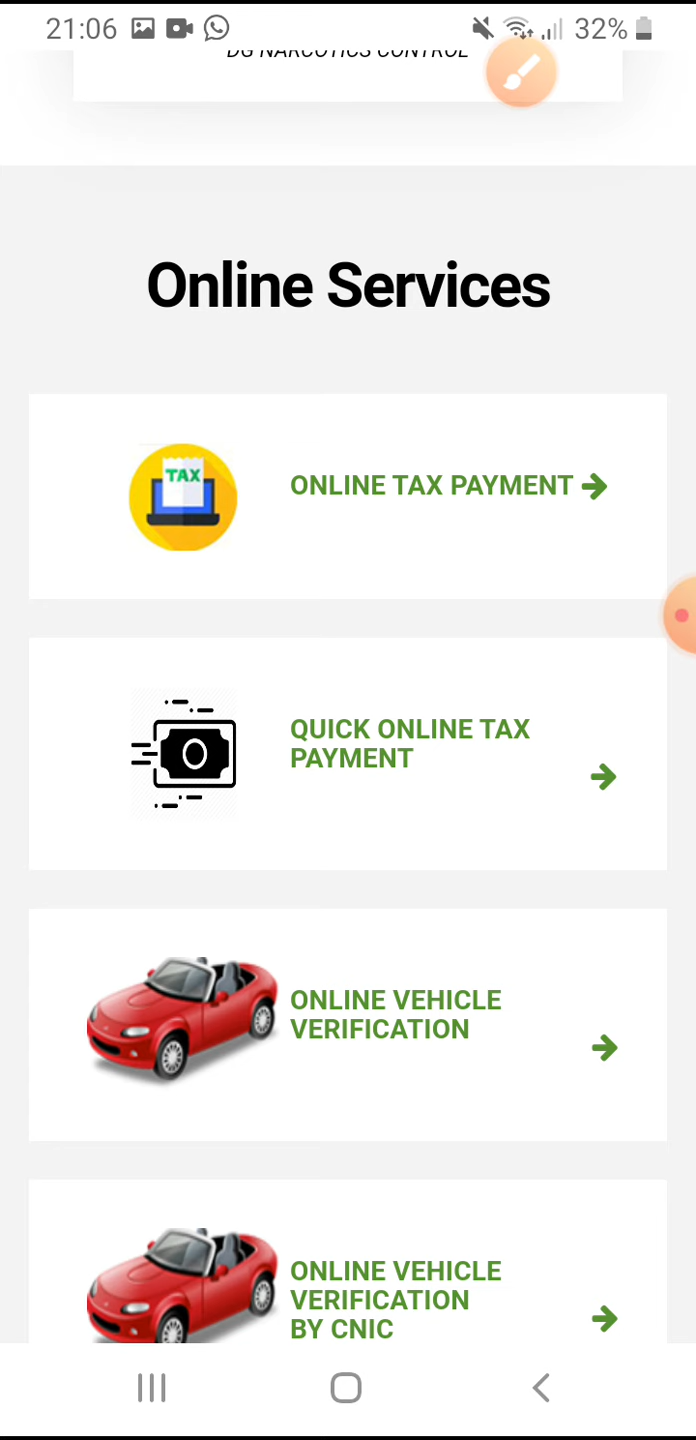 21:06
32%
DG NARCOTICS CONTROL
Online Services
TAX
ONLINE TAX PAYMENT
QUICK ONLINE TAX
PAYMENT
ONLINE VEHICLE
VERIFICATION
ONLINE VEHICLE
VERIFICATION
BY CNIC